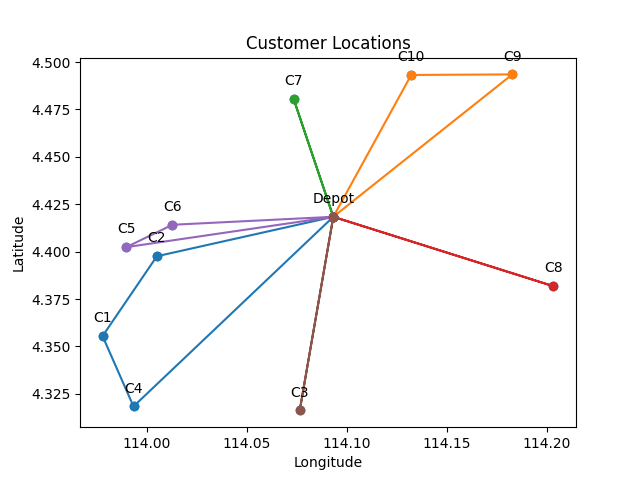 Customer Locations
C10
C9
4.500
C7
4.475
4.450
Depot
4.425
C6
C5
C2
4.400
Latitude
C8
4.375
C1
4.350
C4
C3
4.325
114.00
114.05
114.10
114.15
114.20
Longitude